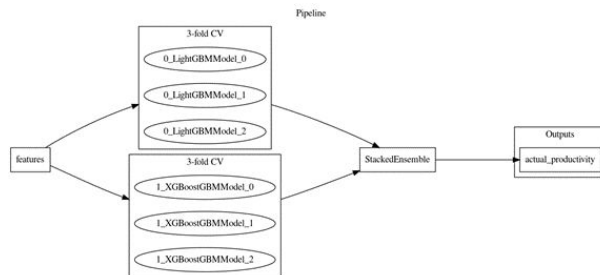 Pipeline
3-fold CV
0_LightGBMModel_0
0_LightGBMModel_1
0_LightGBMModel_2
features
3-fold CV
1_XGBoostGBMModel_0
1_XGBoostGBMModel_1
1_XGBoostGBMModel_2
StackedEnsemble
Outputs
actual_productivity